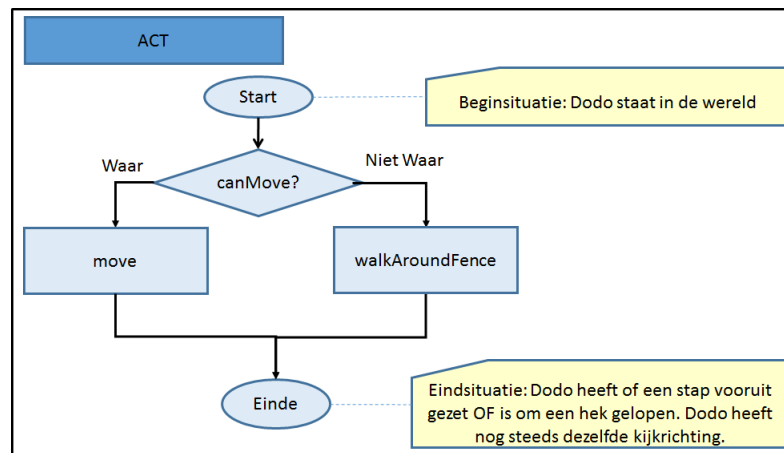 ACT
Start
Beginsituatie: Dodo staat in de wereld
Waar
Niet Waar
canMove?
move
walkAroundFence
Einde
Eindsituatie: Dodo heeft of een stap vooruit
gezet OF is om een hek gelopen. Dodo heeft
nog steeds dezelfde kijkrichting.